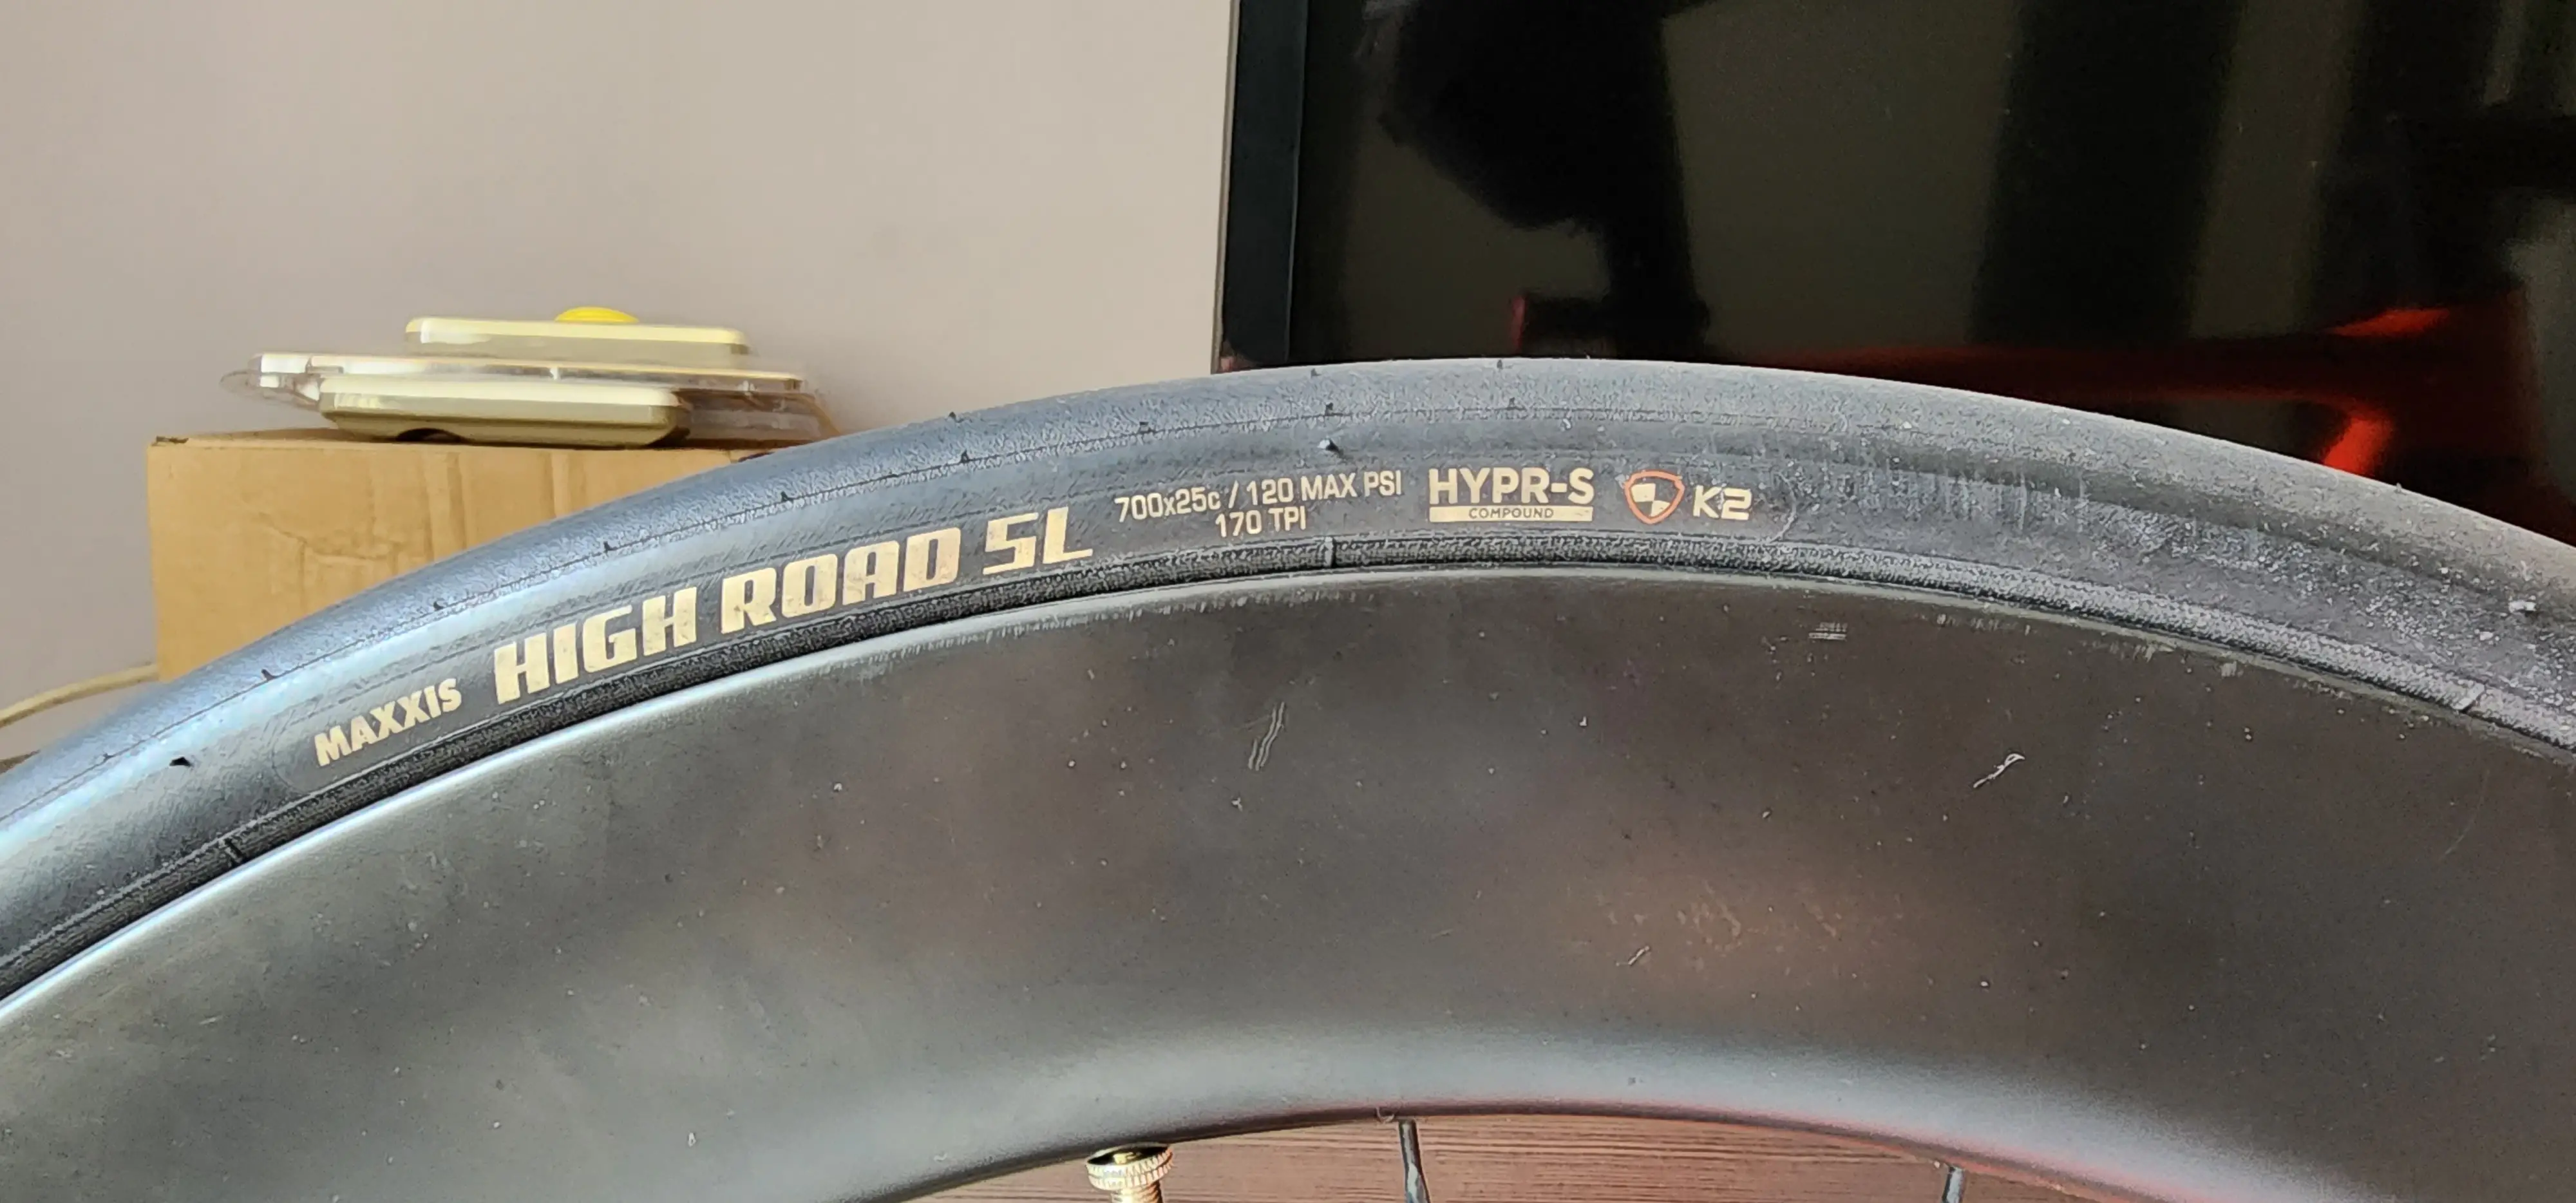 MAXXIS HIGH ROAD SL
700x25c / 120 MAX PSI
170 TPI
HYPR-S
COMPOUND
K2